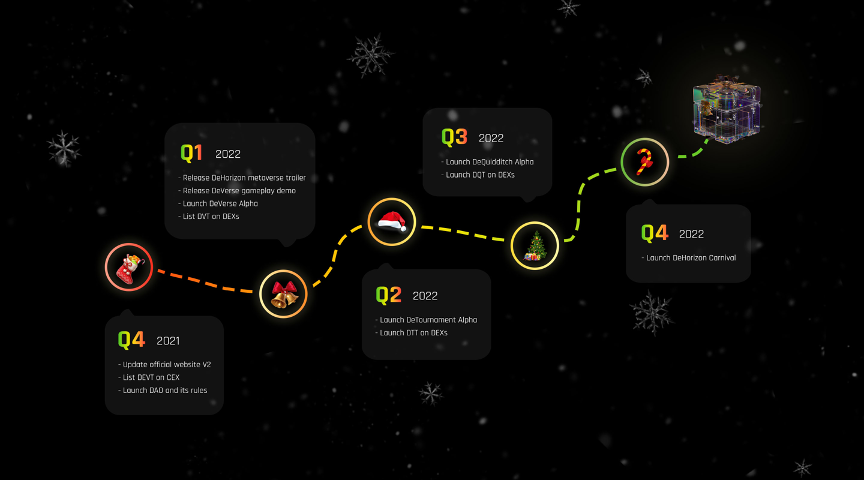 Q1 2022
- Release DeHorizon metaverse trailer
- Release DeVerse gameplay demo
- Launch DeVerse Alpha
- List DVT on DEXs
Q3 2022
- Launch DeQuidditch Alpha
- Launch DQT on DEXs
Q4 2022
- Launch DeHorizon Carnival
Q2 2022
- Launch DeTournament Alpha
- Launch DTT on DEXs
Q4 2021
- Update official website V2
- List DEVT on CEX
- Launch DAO and its rules